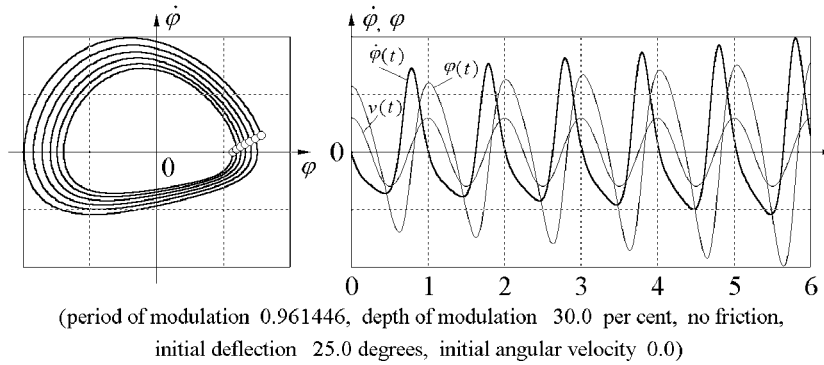 φ̇
0
φ
φ̇, φ
φ̇(t)
φ(t)
v(t)
0
0 1 2 3 4 5 6
(period of modulation 0.961446, depth of modulation 30.0 per cent, no friction,
initial deflection 25.0 degrees, initial angular velocity 0.0)